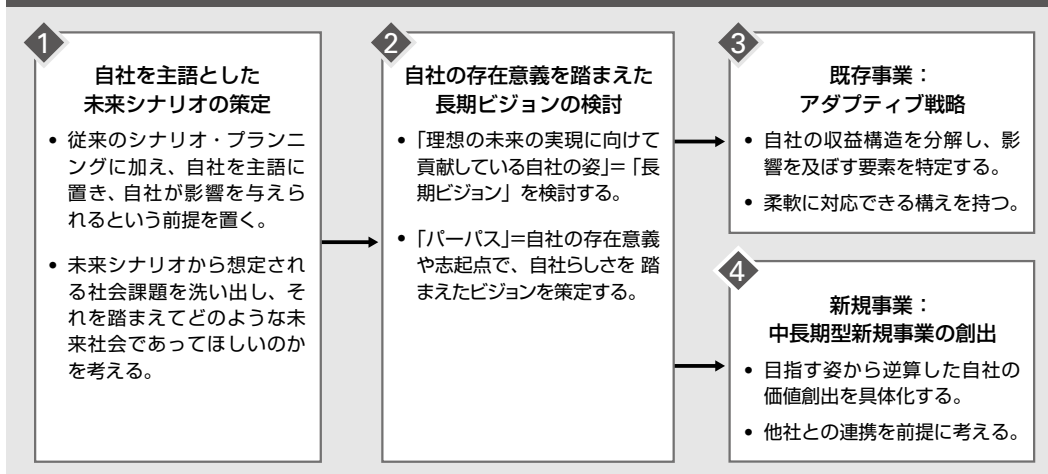 1
自社を主語とした
未来シナリオの策定
• 従来のシナリオ・プランニ
ングに加え、自社を主語に
置き、自社が影響を与えら
れるという前提を置く。
• 未来シナリオから想定され
る社会課題を洗い出し、そ
れを踏まえてどのような未
来社会であってほしいのか
を考える。
2
自社の存在意義を踏まえた
長期ビジョンの検討
• 「理想の未来の実現に向けて
貢献している自社の姿」=「長
期ビジョン」を検討する。
• 「パーパス」=自社の存在意義
や志起点で、自社らしさを 踏
まえたビジョンを策定する。
3
既存事業：
アダプティブ戦略
• 自社の収益構造を分解し、影
響を及ぼす要素を特定する。
• 柔軟に対応できる構えを持つ。
4
新規事業：
中長期型新規事業の創出
• 目指す姿から逆算した自社の
価値創出を具体化する。
• 他社との連携を前提に考える。